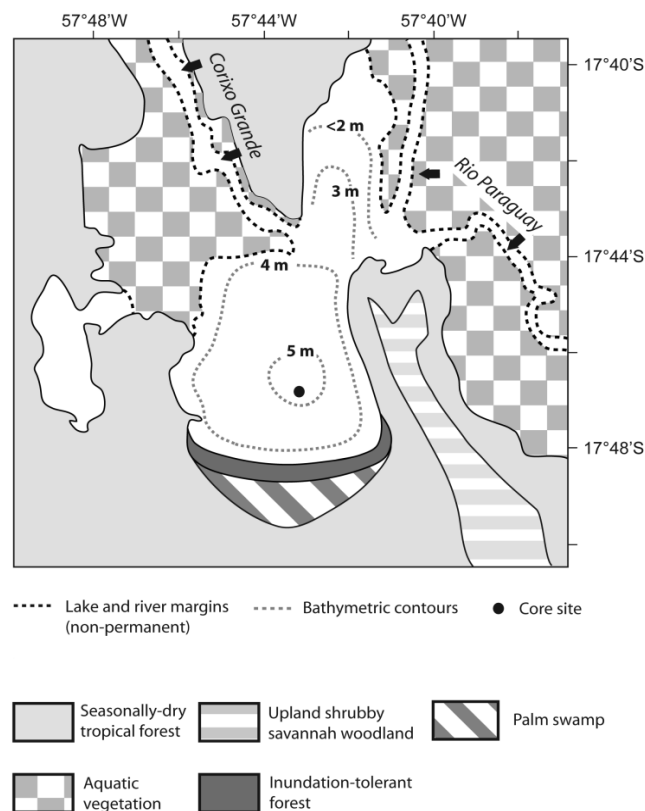 57°48'W 57°44'W 57°40'W
17°40'S
Corixo Grande
<2 m
3 m
Rio Paraguay
17°44'S
4 m
5 m
17°48'S
Lake and river margins
(non-permanent)
Bathymetric contours
Core site
Seasonally-dry
tropical forest
Upland shrubby
savannah woodland
Palm swamp
Aquatic
vegetation
Inundation-tolerant
forest